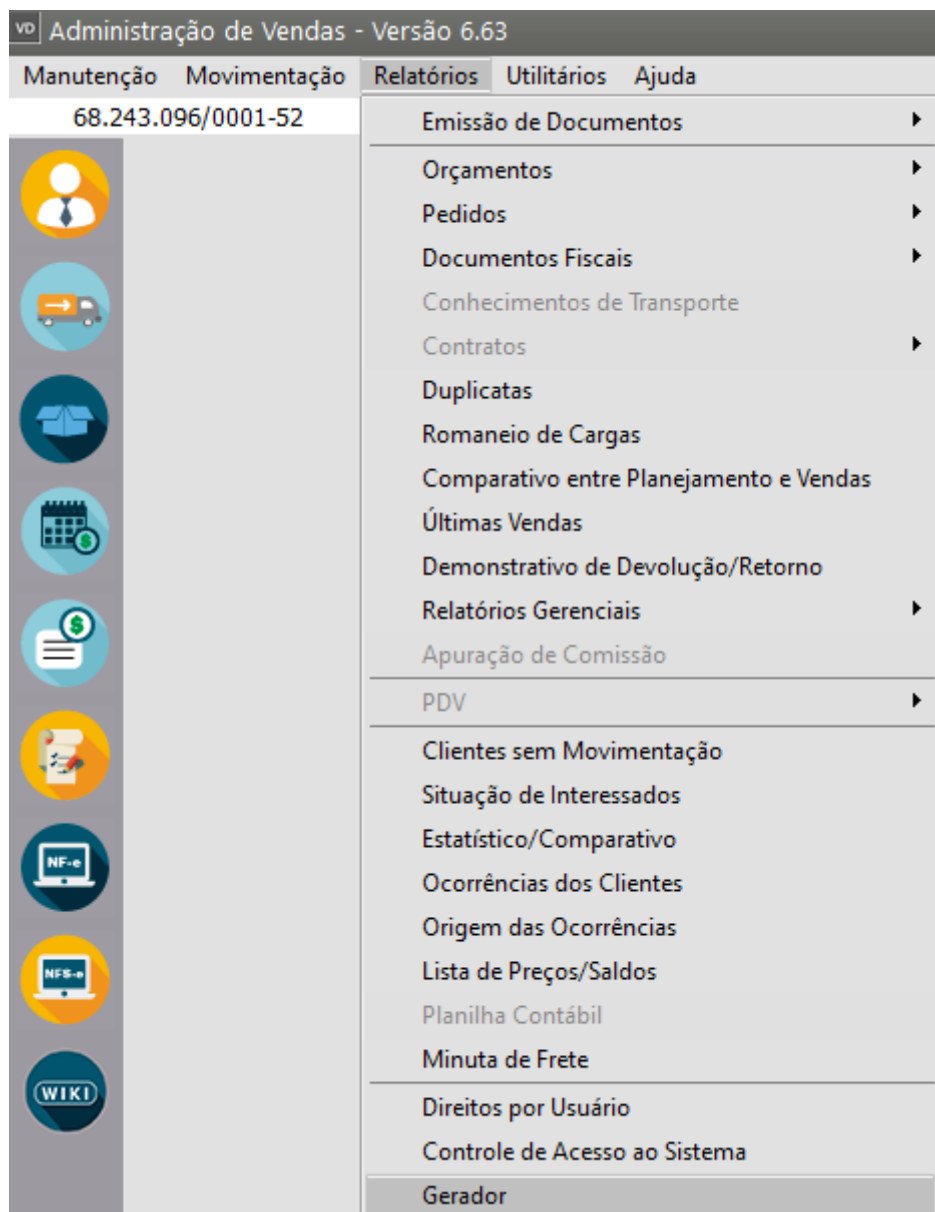 VD Administração de Vendas - Versão 6.63
Manutenção Movimentação Relatórios Utilitários Ajuda
68.243.096/0001-52
Emissão de Documentos
Orçamentos
Pedidos
Documentos Fiscais
Conhecimentos de Transporte
Contratos
Duplicatas
Romaneio de Cargas
Comparativo entre Planejamento e Vendas
Últimas Vendas
Demonstrativo de Devolução/Retorno
Relatórios Gerenciais
Apuração de Comissão
PDV
Clientes sem Movimentação
Situação de Interessados
Estatístico/Comparativo
Ocorrências dos Clientes
Origem das Ocorrências
Lista de Preços/Saldos
Planilha Contábil
Minuta de Frete
Direitos por Usuário
Controle de Acesso ao Sistema
Gerador
$
$
NF-e
NFS-e
WIKI